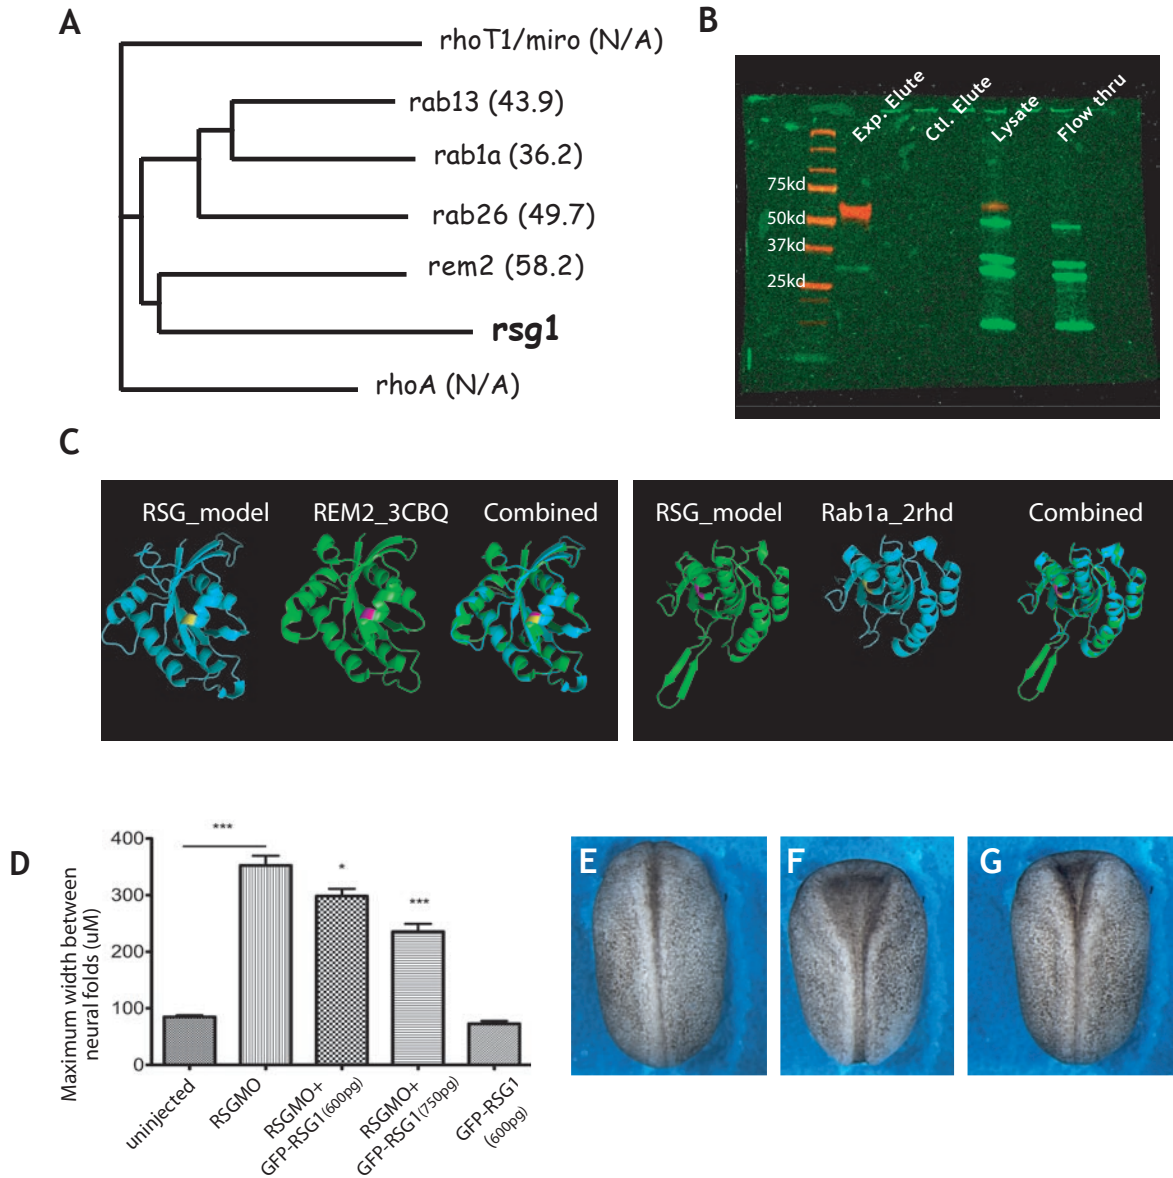 A
rhoT1/miro (N/A)
rab13 (43.9)
rab1a (36.2)
rab26 (49.7)
rem2 (58.2)
rsg1
rhoA (N/A)
B
Exp. Elute
Ctl. Elute
Lysate
Flow thru
75kd
50kd
37kd
25kd
C
RSG_model
REM2_3CBQ
Combined
RSG_model
Rab1a_2rhd
Combined
D
Maximum width between
neural folds (uM)
400
300
200
100
0
***
*
***
uninjected
RSGMO
RSGMO+
GFP-RSG1(600pg)
RSGMO+
GFP-RSG1(750pg)
GFP-RSG1
(600pg)
E
F
G